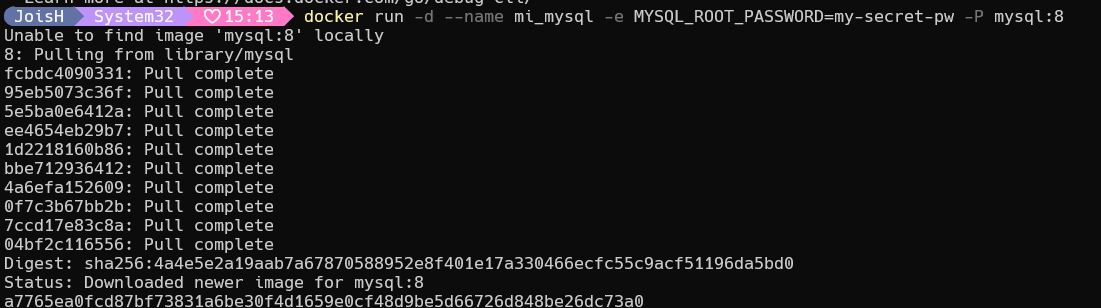 JoisH System32 15:13 docker run -d --name mi_mysql -e MYSQL_ROOT_PASSWORD=my-secret-pw -P mysql:8
Unable to find image 'mysql:8' locally
8: Pulling from library/mysql
fcbdc4090331: Pull complete
95eb5073c36f: Pull complete
5e5ba0e6412a: Pull complete
ee4654eb29b7: Pull complete
1d2218160b86: Pull complete
bbe712936412: Pull complete
4a6efa152609: Pull complete
0f7c3b67bb2b: Pull complete
7ccd17e83c8a: Pull complete
04bf2c116556: Pull complete
Digest: sha256:4a4e5e2a19aab7a67870588952e8f401e17a330466ecfc55c9acf51196da5bd0
Status: Downloaded newer image for mysql:8
a7765ea0fcd87bf73831a6be30f4d1659e0cf48d9be5d66726d848be26dc73a0